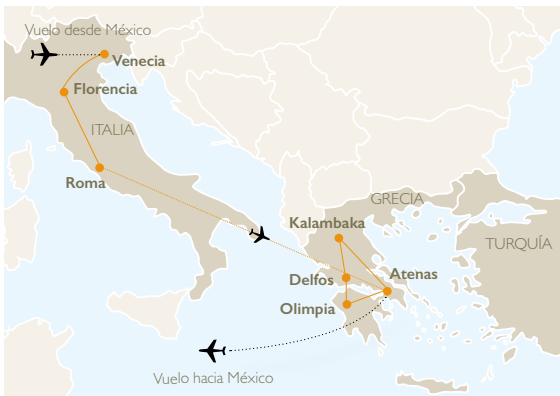 Vuelo desde México
Venecia
Florencia
ITALIA
Roma
GRECIA
Kalambaka
TURQUÍA
Delfos
Atenas
Olimpia
Vuelo hacia México